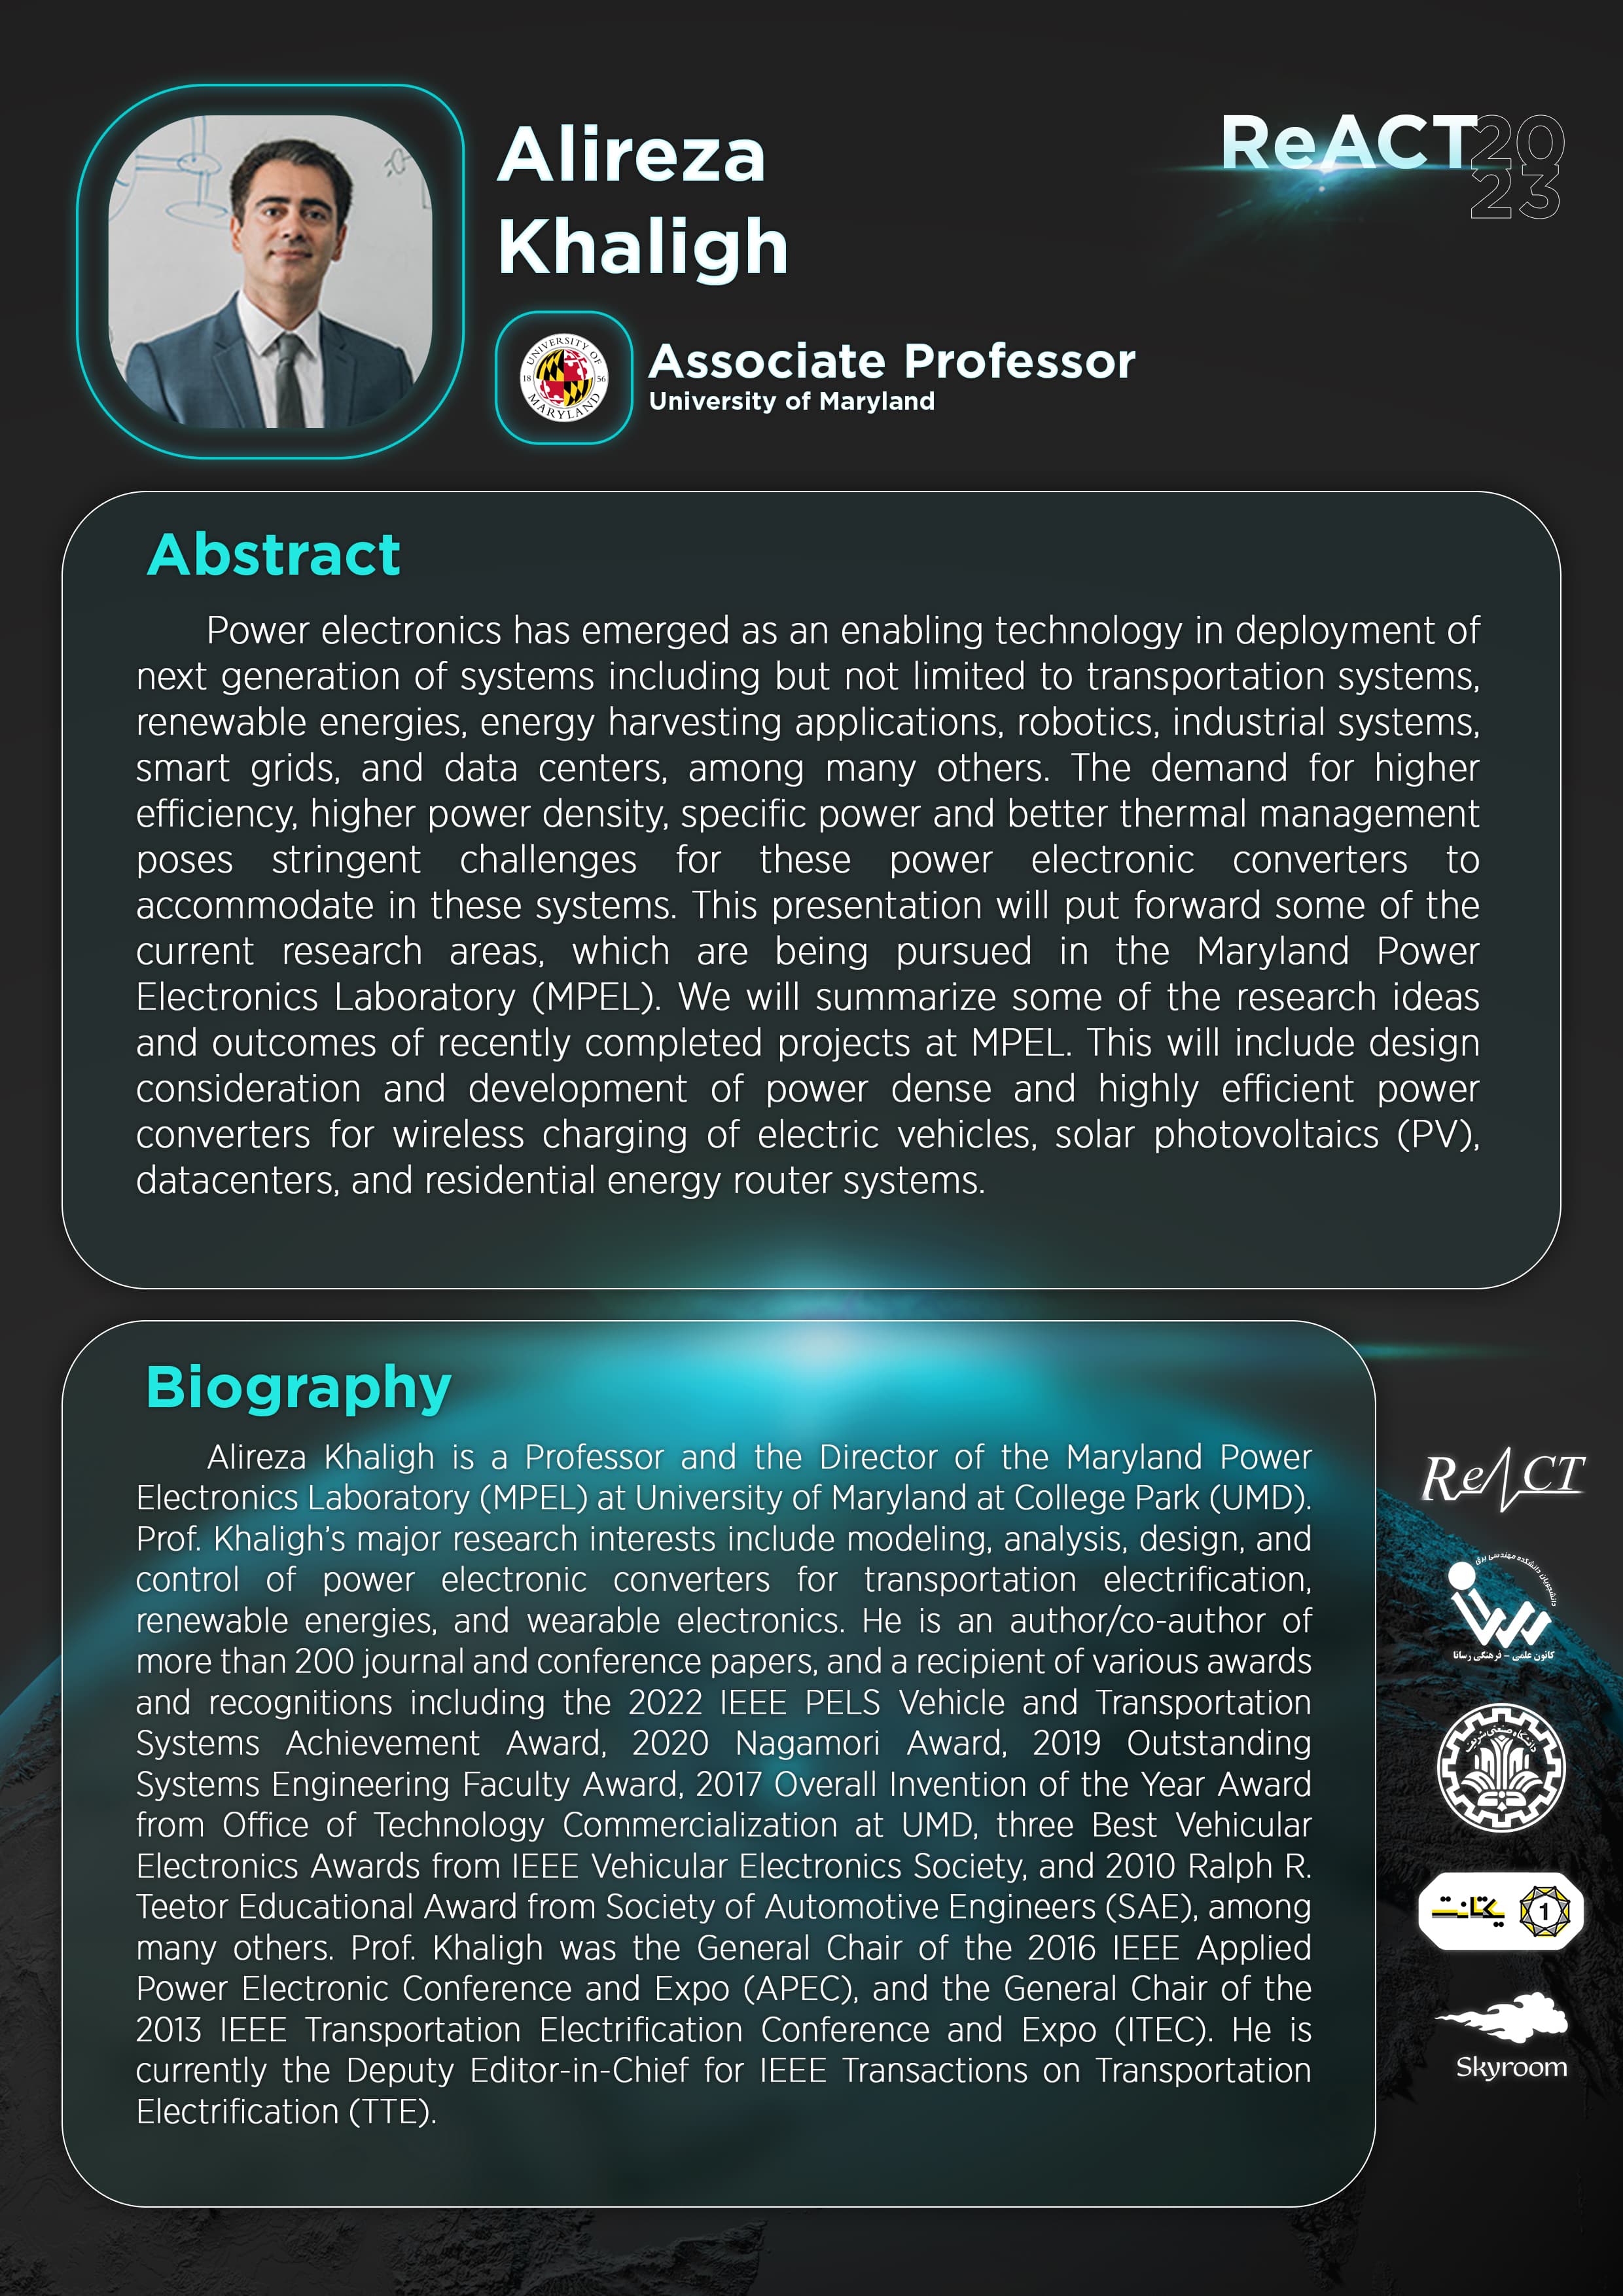 Alireza
Khaligh
ReACT
20
23
UNIVERSITY OF
18 56
MARYLAND
Associate Professor
University of Maryland
Abstract
Power electronics has emerged as an enabling technology in deployment of
next generation of systems including but not limited to transportation systems,
renewable energies, energy harvesting applications, robotics, industrial systems,
smart grids, and data centers, among many others. The demand for higher
efficiency, higher power density, specific power and better thermal management
poses stringent challenges for these power electronic converters to
accommodate in these systems. This presentation will put forward some of the
current research areas, which are being pursued in the Maryland Power
Electronics Laboratory (MPEL). We will summarize some of the research ideas
and outcomes of recently completed projects at MPEL. This will include design
consideration and development of power dense and highly efficient power
converters for wireless charging of electric vehicles, solar photovoltaics (PV),
datacenters, and residential energy router systems.
Biography
Alireza Khaligh is a Professor and the Director of the Maryland Power
Electronics Laboratory (MPEL) at University of Maryland at College Park (UMD).
Prof. Khaligh’s major research interests include modeling, analysis, design, and
control of power electronic converters for transportation electrification,
renewable energies, and wearable electronics. He is an author/co-author of
more than 200 journal and conference papers, and a recipient of various awards
and recognitions including the 2022 IEEE PELS Vehicle and Transportation
Systems Achievement Award, 2020 Nagamori Award, 2019 Outstanding
Systems Engineering Faculty Award, 2017 Overall Invention of the Year Award
from Office of Technology Commercialization at UMD, three Best Vehicular
Electronics Awards from IEEE Vehicular Electronics Society, and 2010 Ralph R.
Teetor Educational Award from Society of Automotive Engineers (SAE), among
many others. Prof. Khaligh was the General Chair of the 2016 IEEE Applied
Power Electronic Conference and Expo (APEC), and the General Chair of the
2013 IEEE Transportation Electrification Conference and Expo (ITEC). He is
currently the Deputy Editor-in-Chief for IEEE Transactions on Transportation
Electrification (TTE).
ReACT
دانشجویان دانشکده مهندسی برق
رسانا
کانون علمی - فرهنگی رسانا
دانشگاه صنعتی شریف
یکتانت
1
Skyroom